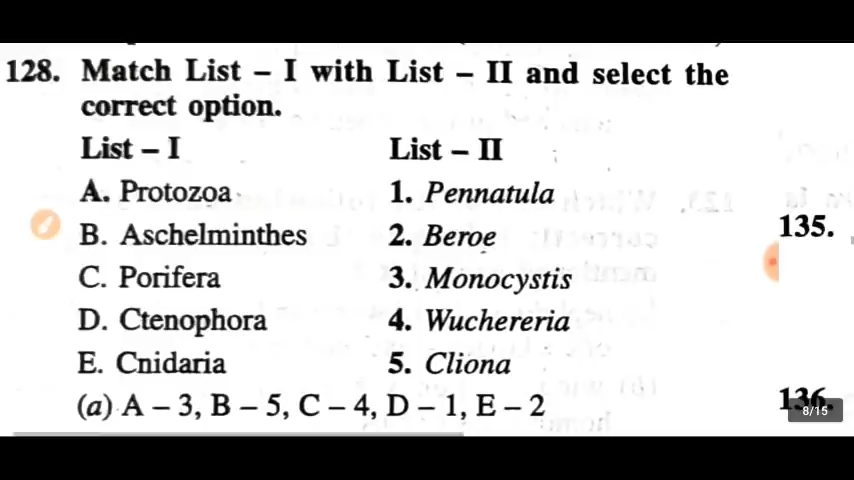 128. Match List – I with List – II and select the
correct option.
List – I List – II
A. Protozoa 1. Pennatula
B. Aschelminthes 2. Beroe
135.
C. Porifera 3. Monocystis
D. Ctenophora 4. Wuchereria
E. Cnidaria 5. Cliona
(a) A – 3, B – 5, C – 4, D – 1, E – 2
136.
8/15